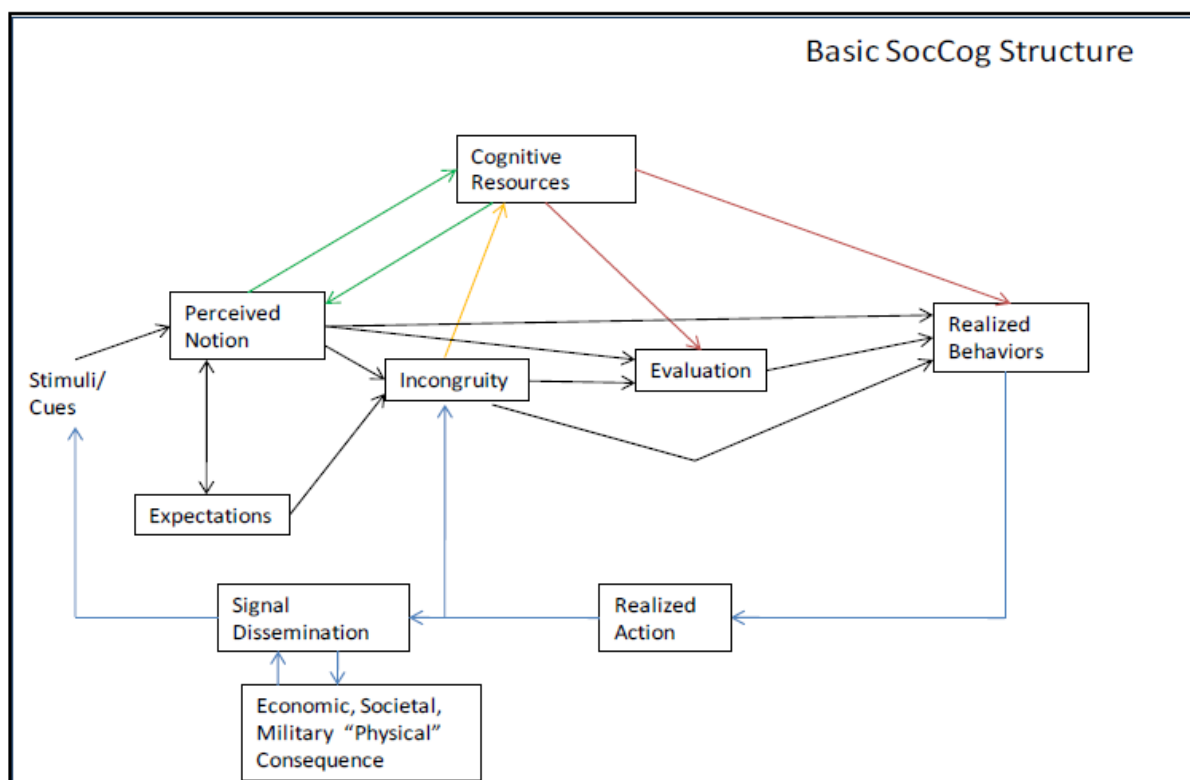 Basic SocCog Structure
Cognitive
Resources
Perceived
Notion
Realized
Behaviors
Stimuli/
Cues
Incongruity
Evaluation
Expectations
Signal
Dissemination
Realized
Action
Economic, Societal,
Military “Physical”
Consequence